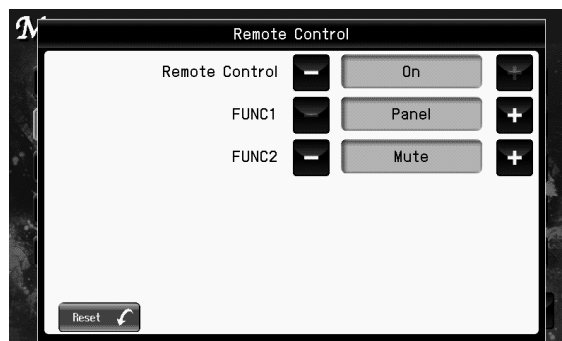 Remote Control
Remote Control - On +
FUNC1 - Panel +
FUNC2 - Mute +
Reset